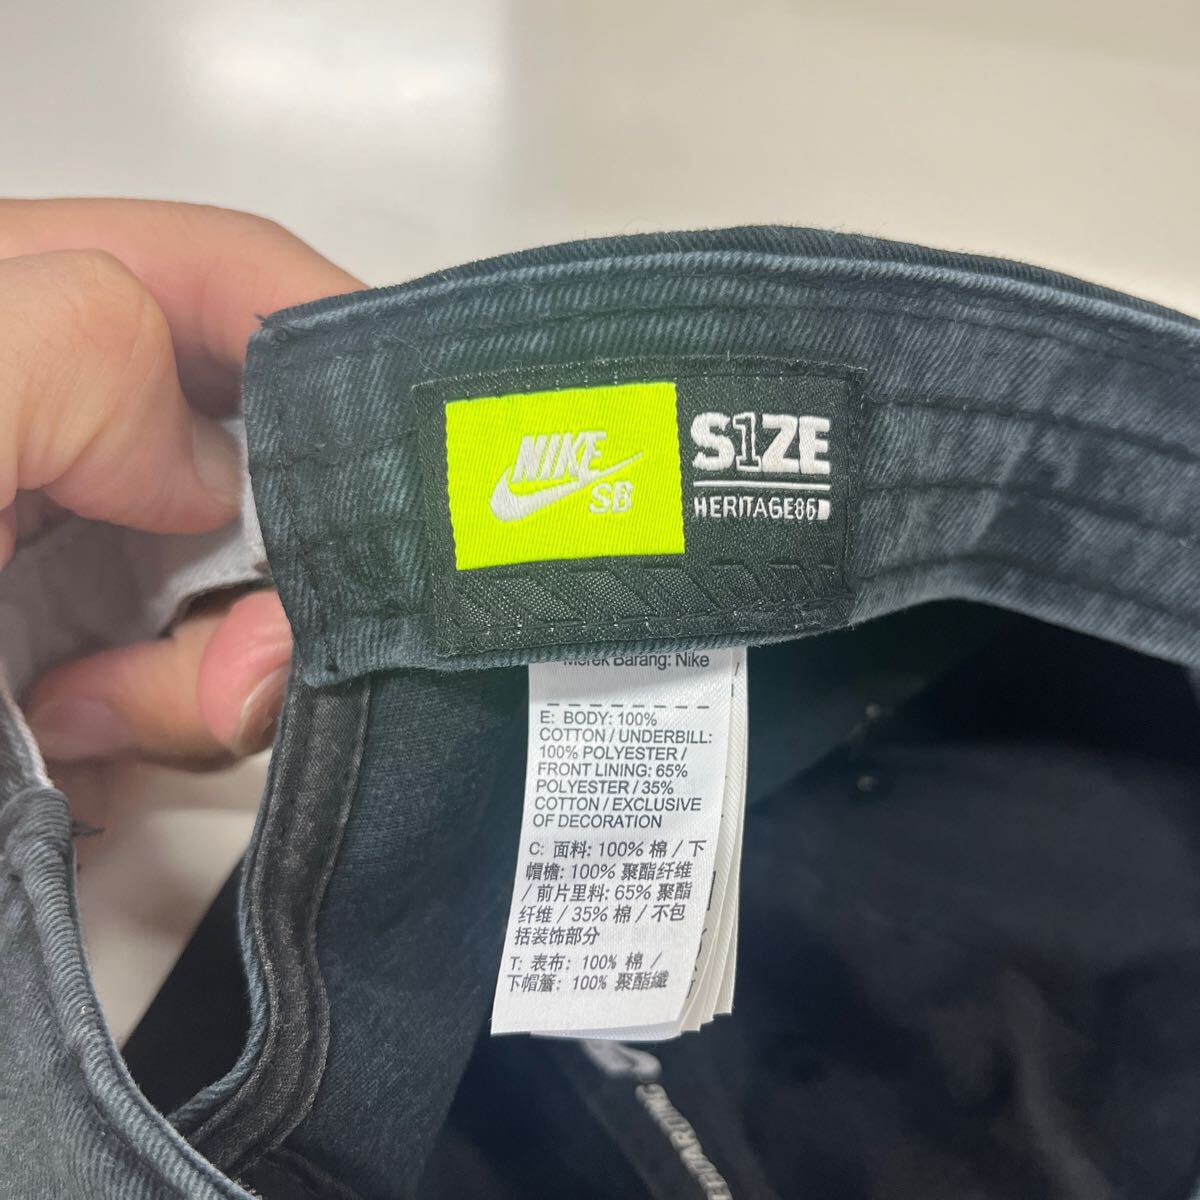 NIKE
SB
S1ZE
HERITAGE86
Merek Barang: Nike
E: BODY: 100%
COTTON / UNDERBILL:
100% POLYESTER /
FRONT LINING: 65%
POLYESTER / 35%
COTTON / EXCLUSIVE
OF DECORATION
C: 面料: 100% 棉 / 下
帽檐: 100% 聚酯纤维
/ 前片里料: 65% 聚酯
纤维 / 35% 棉 / 不包
括装饰部分
T: 表布: 100% 棉 /
下帽簷: 100% 聚酯纖